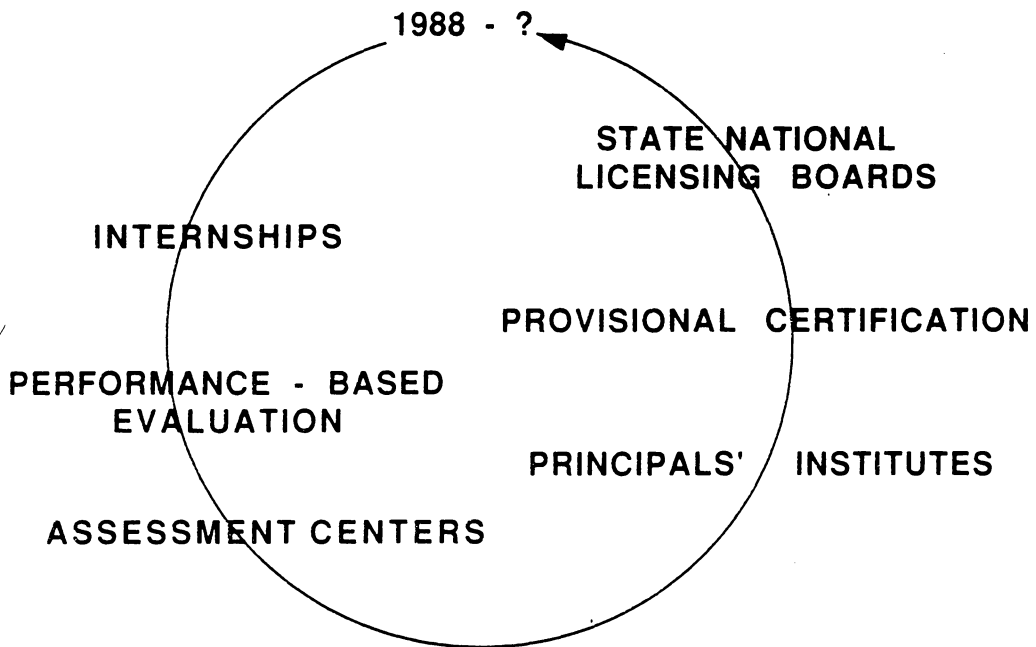 1988 - ?
STATE NATIONAL
LICENSING BOARDS
INTERNSHIPS
PROVISIONAL CERTIFICATION
PERFORMANCE - BASED
EVALUATION
PRINCIPALS' INSTITUTES
ASSESSMENT CENTERS